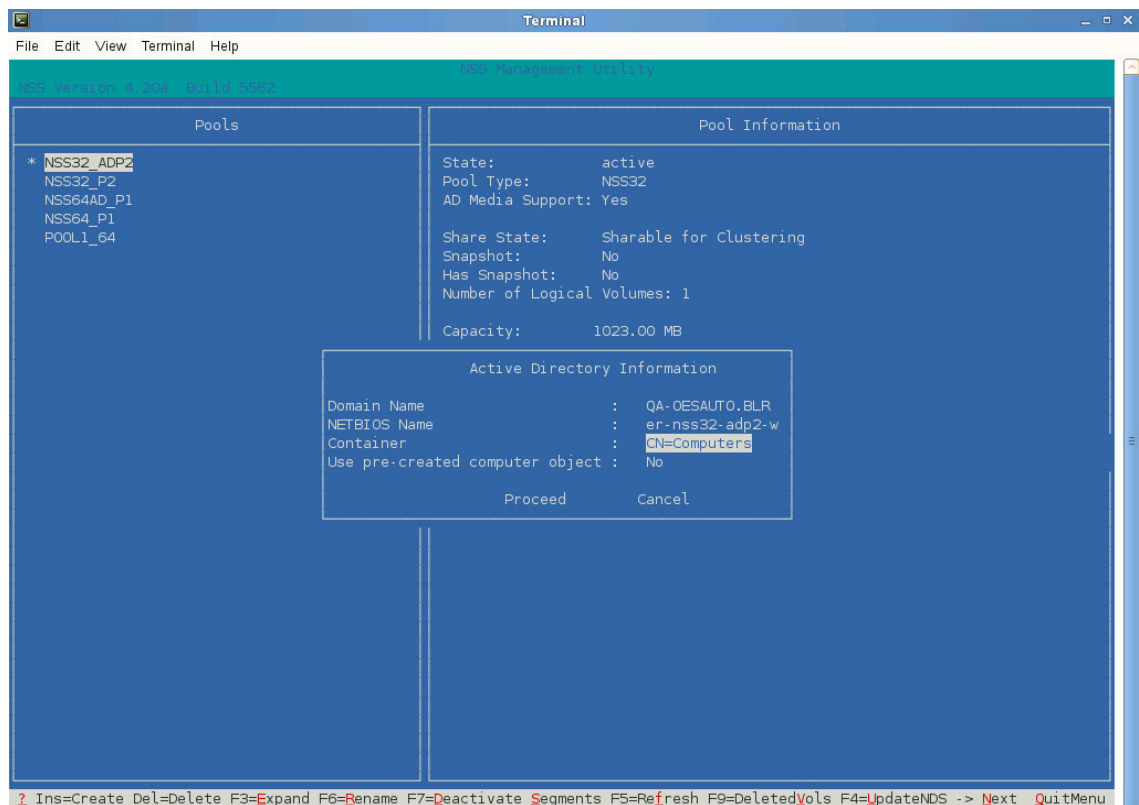 Terminal
File Edit View Terminal Help
NSS Management Utility
NSS Version 4.20a Build 5562
Pools
* NSS32_ADP2
NSS32_P2
NSS64AD_P1
NSS64_P1
POOL1_64
Pool Information
State: active
Pool Type: NSS32
AD Media Support: Yes
Share State: Sharable for Clustering
Snapshot: No
Has Snapshot: No
Number of Logical Volumes: 1
Capacity: 1023.00 MB
Active Directory Information
Domain Name : QA-OESAUTO.BLR
NETBIOS Name : er-nss32-adp2-w
Container : CN=Computers
Use pre-created computer object : No
Proceed Cancel
? Ins=Create Del=Delete F3=Expand F6=Rename F7=Deactivate Segments F5=Refresh F9=DeletedVols F4=UpdateNDS -> Next QuitMenu